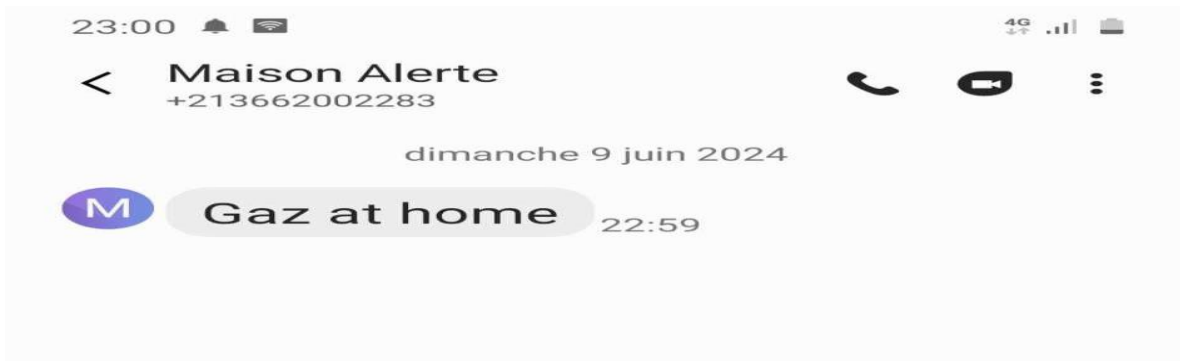 23:00 4G
Maison Alerte
+213662002283
dimanche 9 juin 2024
M Gaz at home 22:59